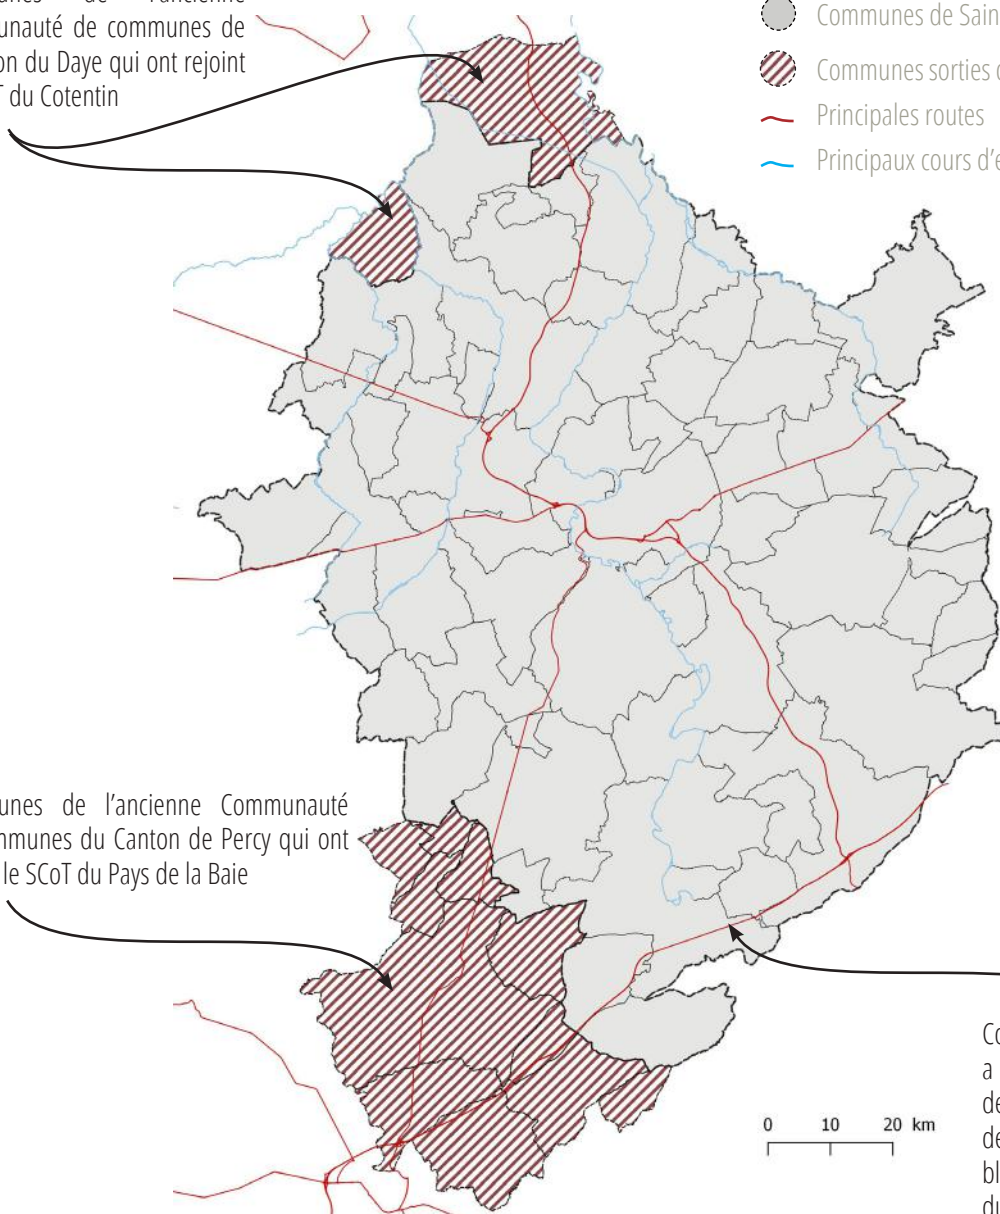 de l'ancienne
unauté de communes de
on du Daye qui ont rejoint
T du Cotentin
Communes de Sain
Communes sorties
Principales routes
Principaux cours d'e
unes de l'ancienne Communauté
mmunes du Canton de Percy qui ont
le SCoT du Pays de la Baie
Co
a
de
de
bl
du
0 10 20 km